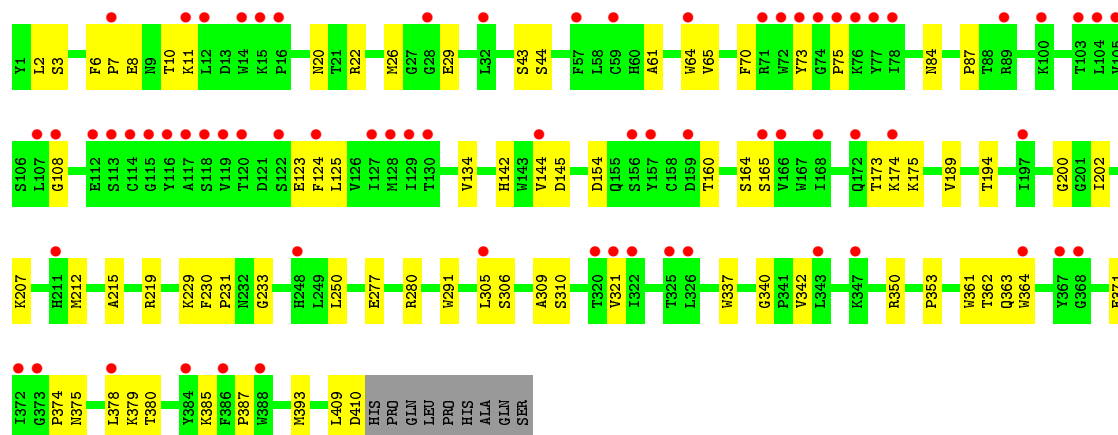 Y1 L2 S3 F6 P7 E8 N9 T10 K11 L12 D13 W14 K15 P16 N20 T21 R22 M26 G27 G28 E29 L32 S43 S44 F57 L58 C59 H60 A61 W64 V65 F70 R71 W72 Y73 G74 P75 K76 Y77 I78 N84 P87 T88 R89 K100 T103 L104
S106 L107 G108 E112 S113 C114 G115 Y116 A117 S118 V119 T120 D121 S122 E123 F124 L125 V126 I127 M128 I129 T130 V134 H142 W143 V144 D145 D154 Q155 S156 Y157 C158 D159 T160 S164 S165 V166 W167 I168 Q172 T173 K174 K175 V189 T194 I197 G200 G201 I202
K207 H211 M212 A215 R219 K229 F230 P231 N232 G233 H248 L249 L250 E277 R280 W291 L305 S306 A309 S310 T320 V321 I322 T325 L326 W337 G340 P341 V342 L343 K347 R350 P353 W361 T362 Q363 W364 Y367 G368
I372 G373 P374 N375 L378 K379 T380 Y384 K385 F386 P387 W388 M393 L409 D410 HIS PRO GLN LEU PRO HIS ALA GLN SER